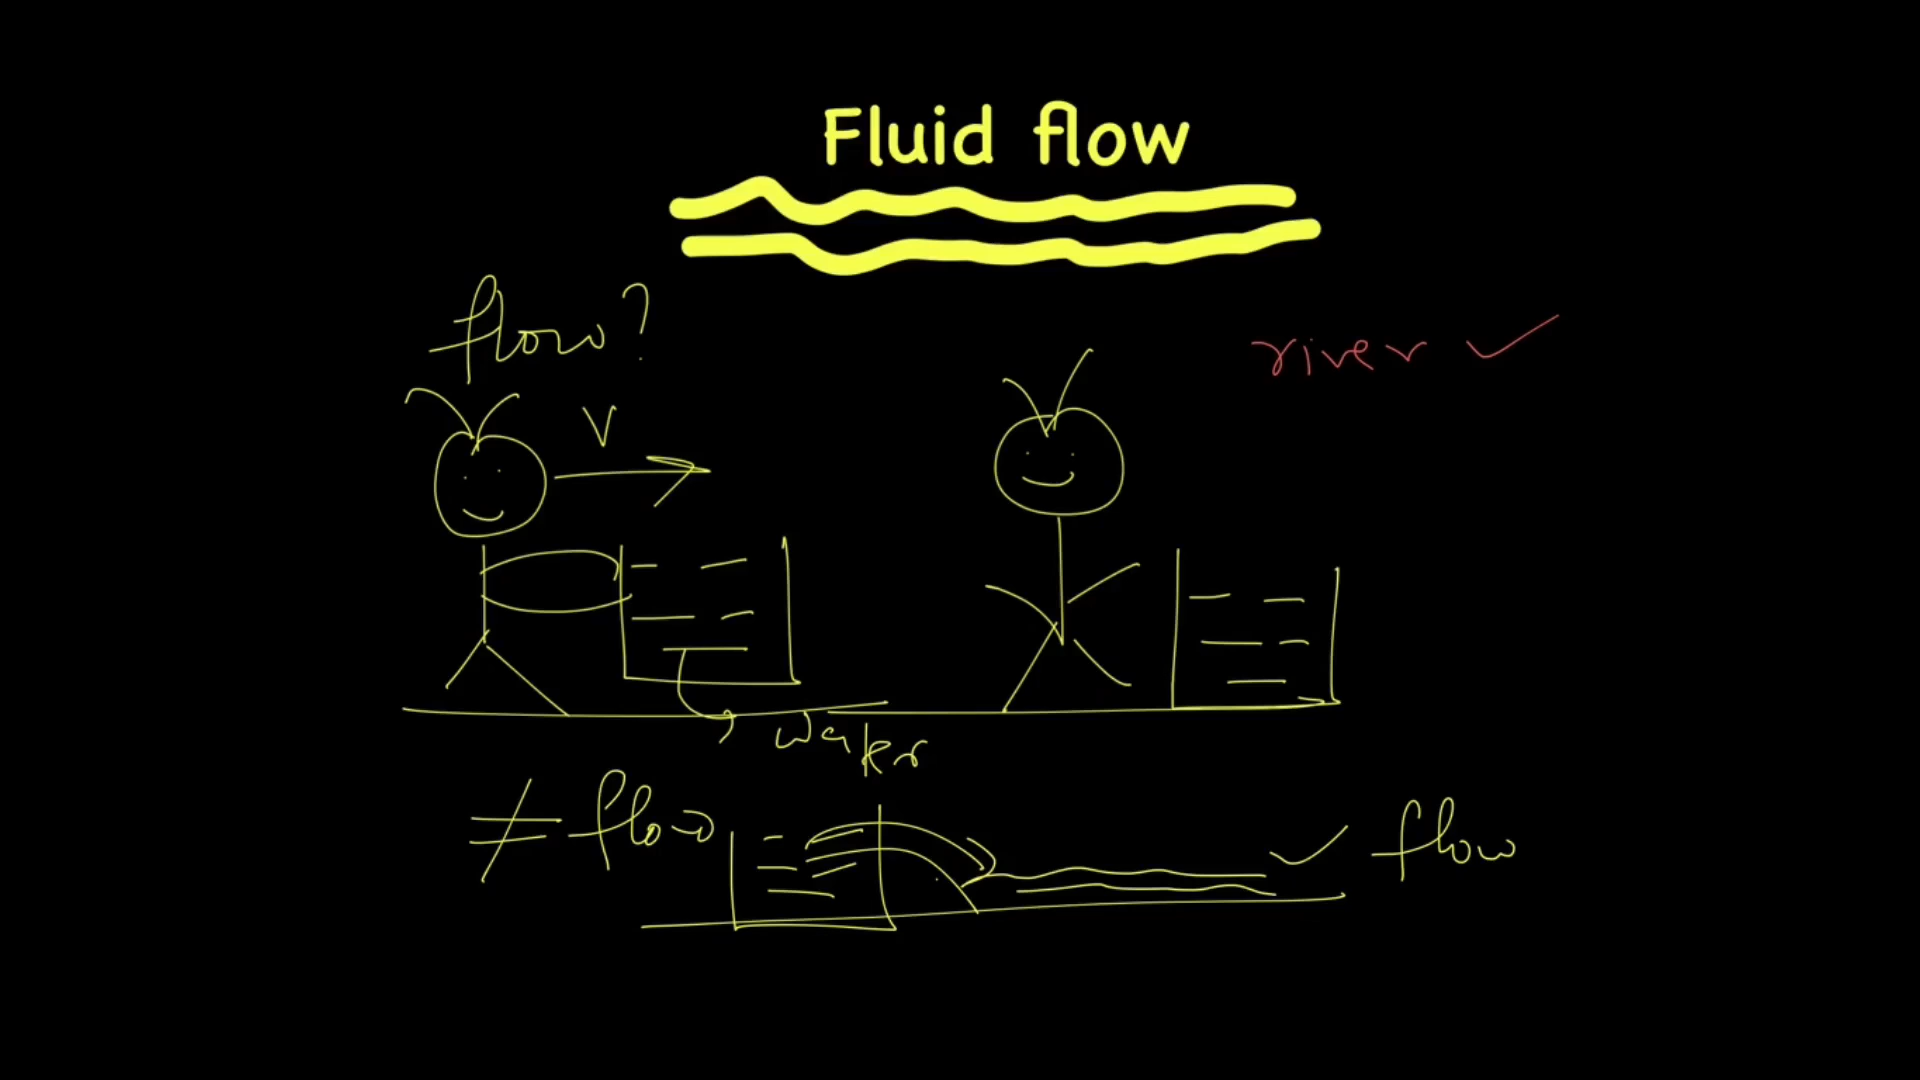 Fluid flow
flow?
river ✓
V
water
≠ flow
✓ flow